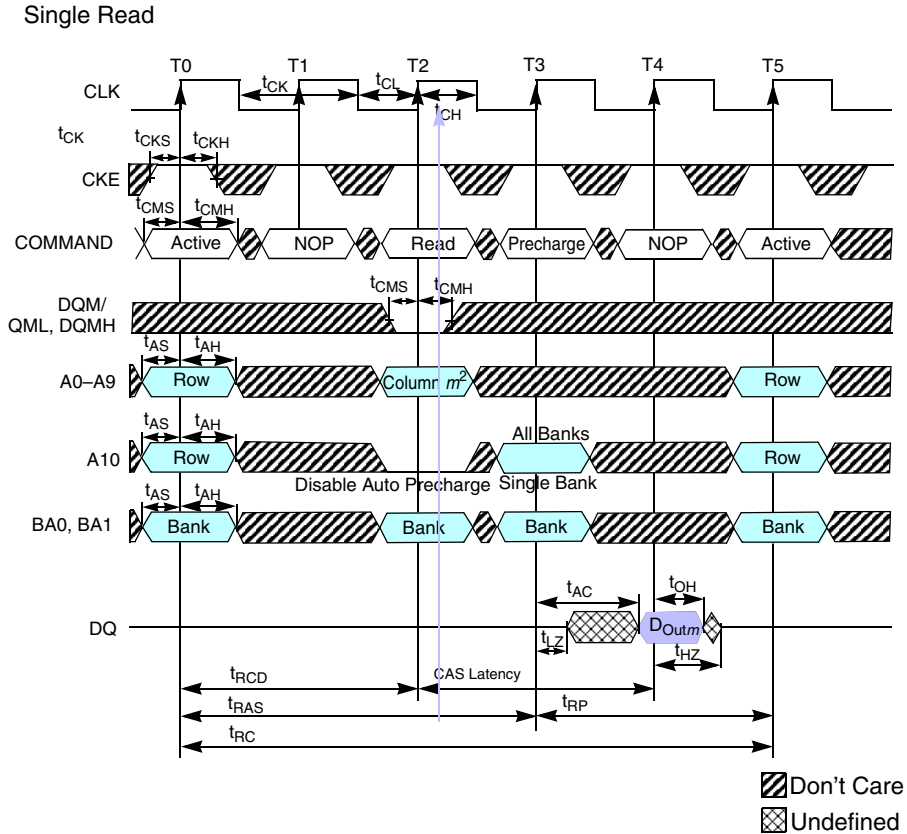 Single Read
T0 T1 T2 T3 T4 T5
CLK
tCK tCL
tCH
tCK
tCKS tCKH
CKE
tCMS tCMH
COMMAND Active NOP Read Precharge NOP Active
tCMS tCMH
DQM/
QML, DQMH
tAS tAH
A0–A9 Row Column m2 Row
tAS tAH
All Banks
A10 Row Row
Disable Auto Precharge Single Bank
tAS tAH
BA0, BA1 Bank Bank Bank Bank
tAC tOH
DQ DOutm
tLZ tHZ
tRCD CAS Latency
tRAS tRP
tRC
Don't Care
Undefined